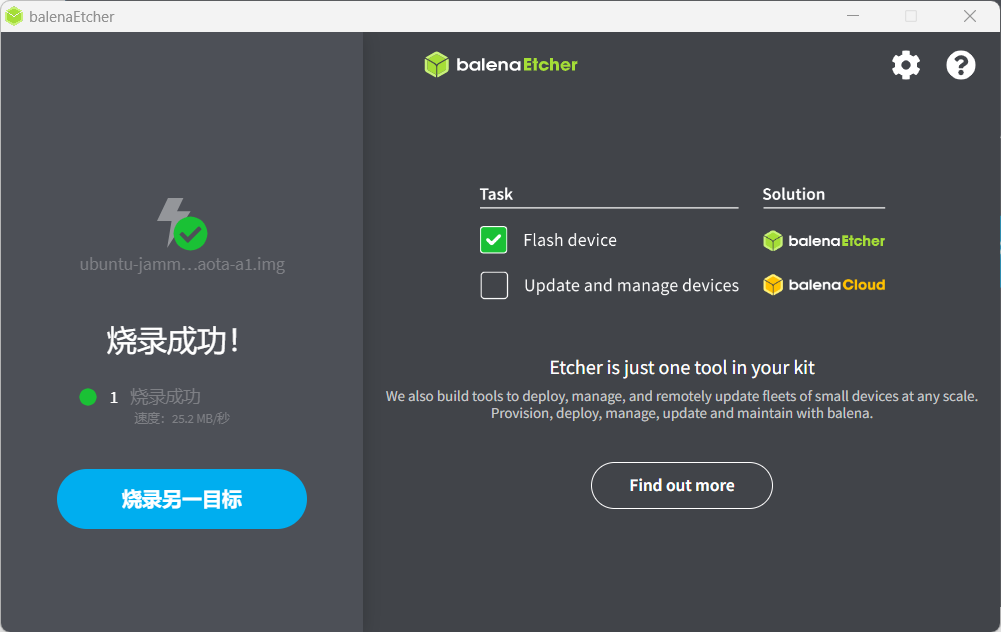 balenaEtcher
balenaEtcher
ubuntu-jamm...aota-a1.img
烧录成功！
1 烧录成功
速度：25.2 MB/秒
烧录另一目标
Task
Solution
Flash device
balenaEtcher
Update and manage devices
balenaCloud
Etcher is just one tool in your kit
We also build tools to deploy, manage, and remotely update fleets of small devices at any scale.
Provision, deploy, manage, update and maintain with balena.
Find out more